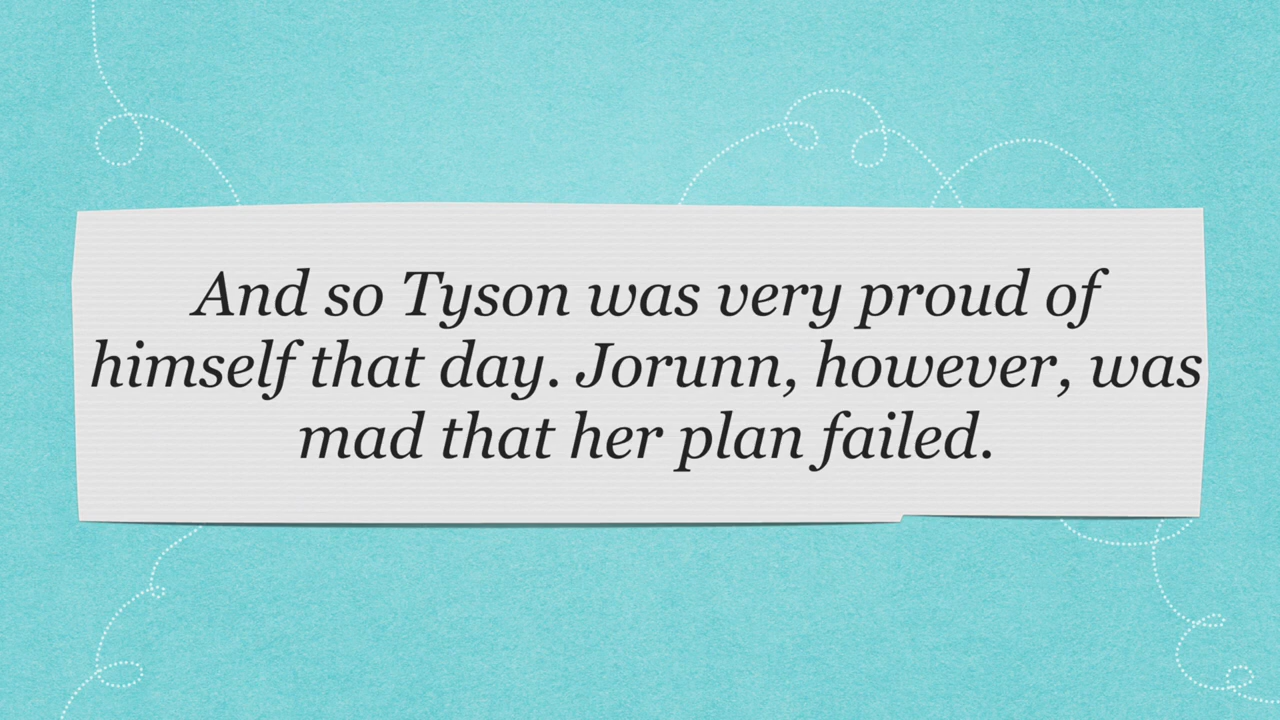 And so Tyson was very proud of
himself that day. Jorunn, however, was
mad that her plan failed.